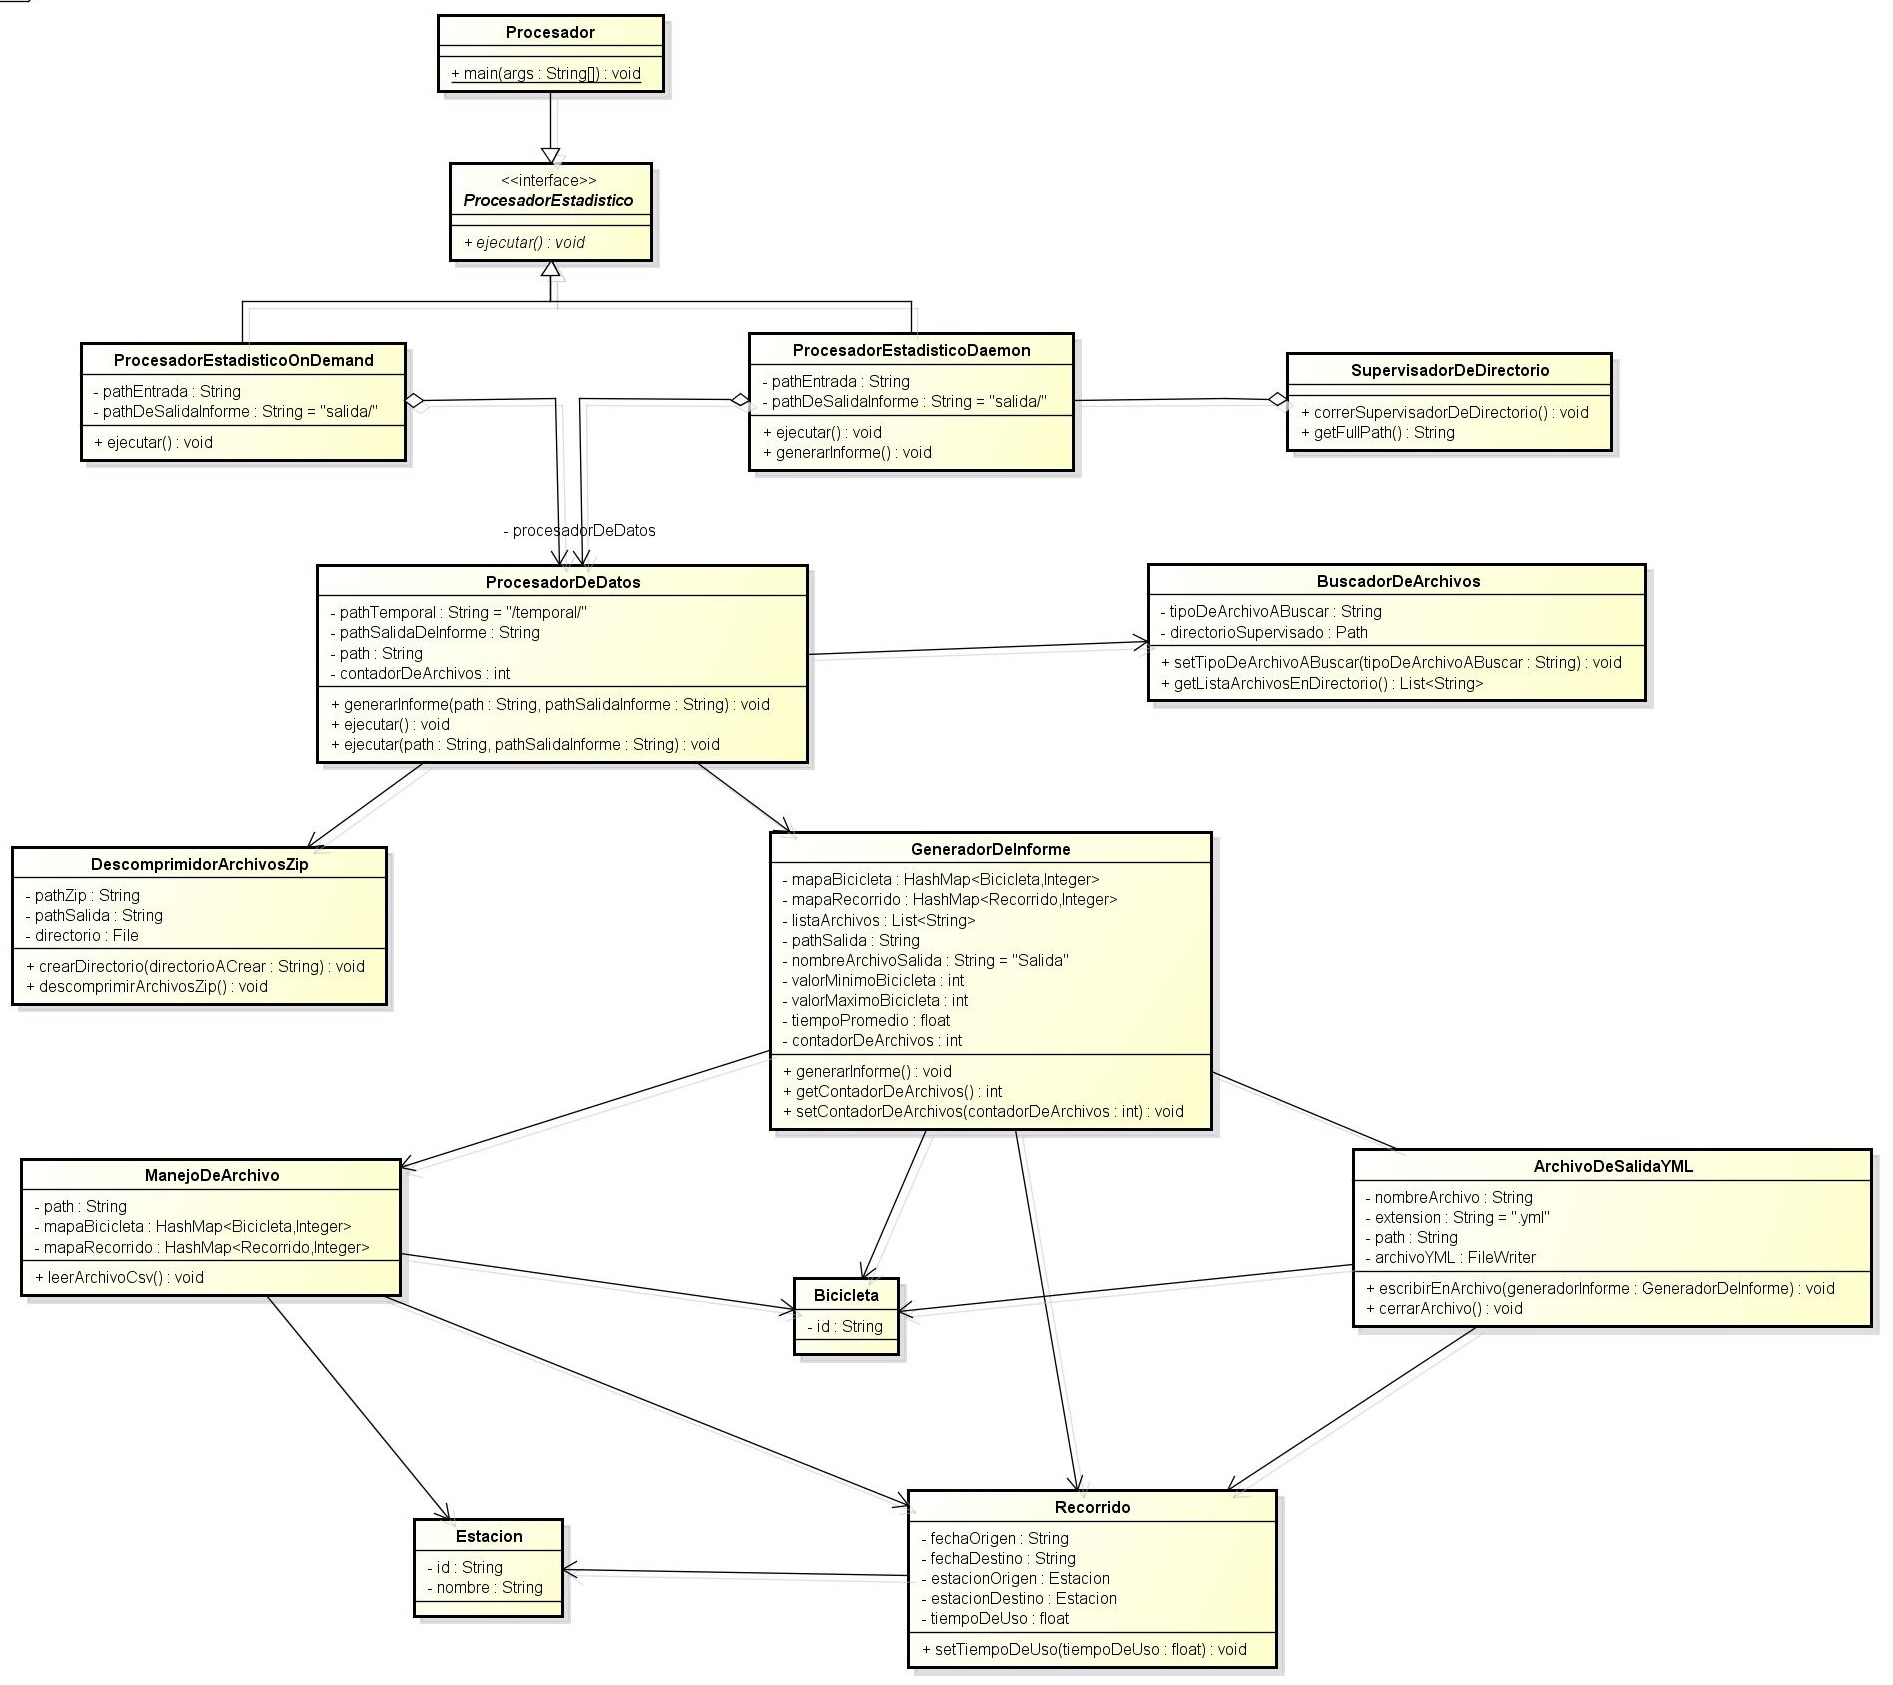 Procesador
+ main(args : String[]) : void
<<interface>>
ProcesadorEstadistico
+ ejecutar() : void
ProcesadorEstadisticoOnDemand
- pathEntrada : String
- pathDeSalidaInforme : String = "salida/"
+ ejecutar() : void
ProcesadorEstadisticoDaemon
- pathEntrada : String
- pathDeSalidaInforme : String = "salida/"
+ ejecutar() : void
+ generarInforme() : void
SupervisadorDeDirectorio
+ correrSupervisadorDeDirectorio() : void
+ getFullPath() : String
- procesadorDeDatos
ProcesadorDeDatos
- pathTemporal : String = "/temporal/"
- pathSalidaDeInforme : String
- path : String
- contadorDeArchivos : int
+ generarInforme(path : String, pathSalidaInforme : String) : void
+ ejecutar() : void
+ ejecutar(path : String, pathSalidaInforme : String) : void
BuscadorDeArchivos
- tipoDeArchivoABuscar : String
- directorioSupervisado : Path
+ setTipoDeArchivoABuscar(tipoDeArchivoABuscar : String) : void
+ getListaArchivosEnDirectorio() : List<String>
DescomprimidorArchivosZip
- pathZip : String
- pathSalida : String
- directorio : File
+ crearDirectorio(directorioACrear : String) : void
+ descomprimirArchivosZip() : void
GeneradorDeInforme
- mapaBicicleta : HashMap<Bicicleta,Integer>
- mapaRecorrido : HashMap<Recorrido,Integer>
- listaArchivos : List<String>
- pathSalida : String
- nombreArchivoSalida : String = "Salida"
- valorMinimoBicicleta : int
- valorMaximoBicicleta : int
- tiempoPromedio : float
- contadorDeArchivos : int
+ generarInforme() : void
+ getContadorDeArchivos() : int
+ setContadorDeArchivos(contadorDeArchivos : int) : void
ManejoDeArchivo
- path : String
- mapaBicicleta : HashMap<Bicicleta,Integer>
- mapaRecorrido : HashMap<Recorrido,Integer>
+ leerArchivoCsv() : void
ArchivoDeSalidaYML
- nombreArchivo : String
- extension : String = ".yml"
- path : String
- archivoYML : FileWriter
+ escribirEnArchivo(generadorInforme : GeneradorDeInforme) : void
+ cerrarArchivo() : void
Bicicleta
- id : String
Estacion
- id : String
- nombre : String
Recorrido
- fechaOrigen : String
- fechaDestino : String
- estacionOrigen : Estacion
- estacionDestino : Estacion
- tiempoDeUso : float
+ setTiempoDeUso(tiempoDeUso : float) : void